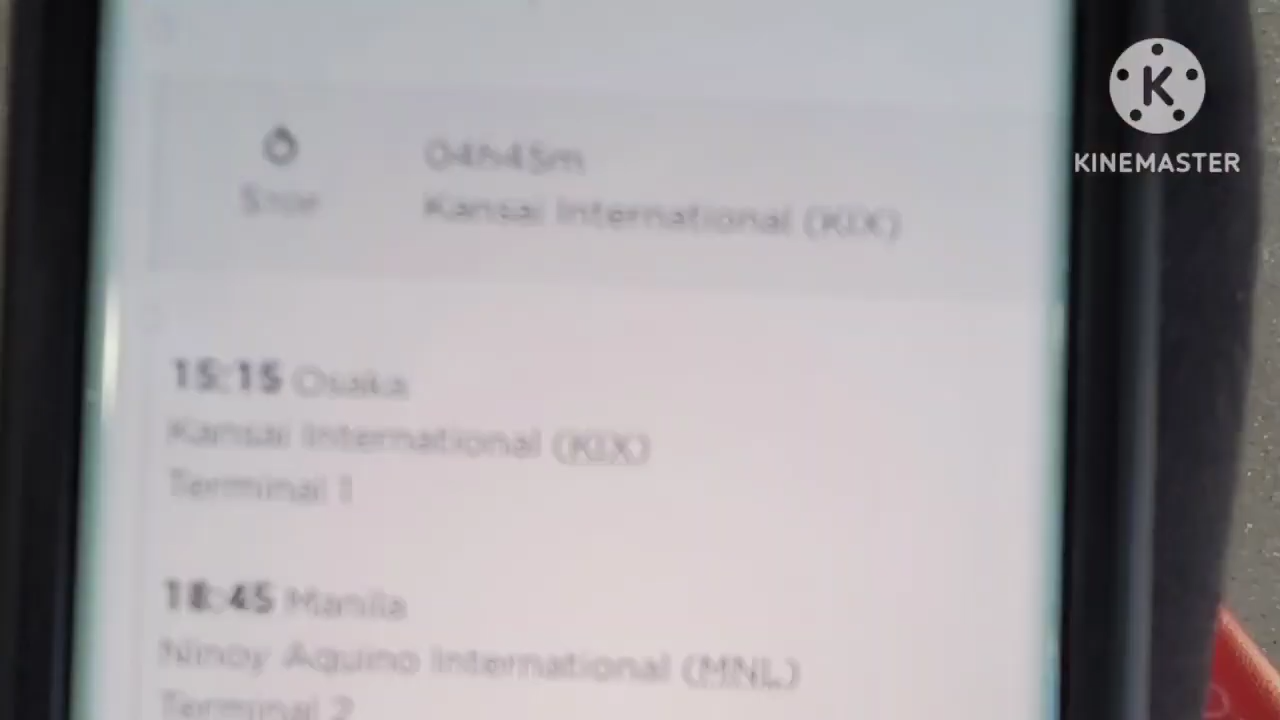 04h45m
Stop
Kansai International (KIX)
15:15 Osaka
Kansai International (KIX)
Terminal 1
18:45 Manila
Ninoy Aquino International (MNL)
Terminal 2
K
KINEMASTER